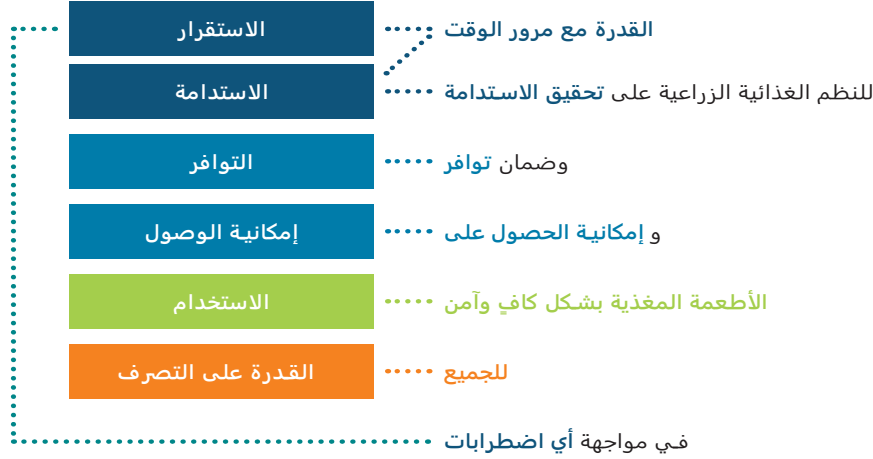 القدرة مع مرور الوقت
الاستقرار
للنظم الغذائية الزراعية على تحقيق الاستدامة
الاستدامة
وضمان توافر
التوافر
و إمكانية الحصول على
إمكانية الوصول
الأطعمة المغذية بشكل كافٍ وآمن
الاستخدام
للجميع
القدرة على التصرف
في مواجهة أي اضطرابات